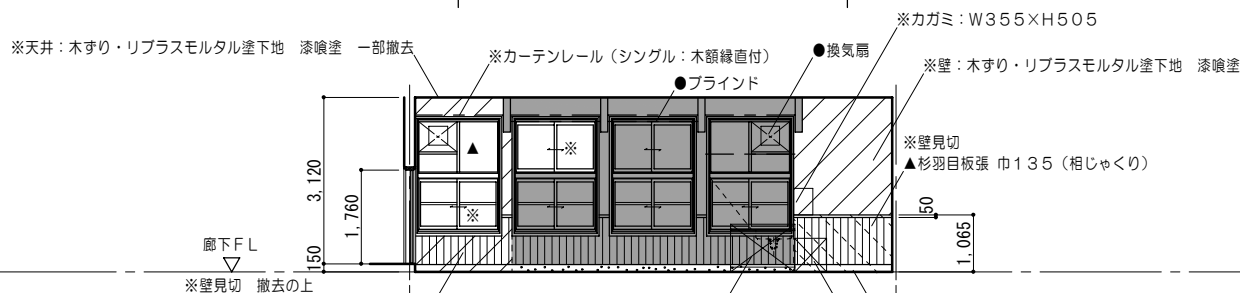 ※カガミ：W355×H505
※天井：木ずり・リブラスモルタル塗下地　漆喰塗　一部撤去
※カーテンレール（シングル：木額縁直付）
●換気扇
※壁：木ずり・リブラスモルタル塗下地　漆喰塗
●ブラインド
※壁見切
▲杉羽目板張 巾135（相じゃくり）
▲
※
※
3,120
1,760
150
50
1,065
廊下FL
※壁見切　撤去の上